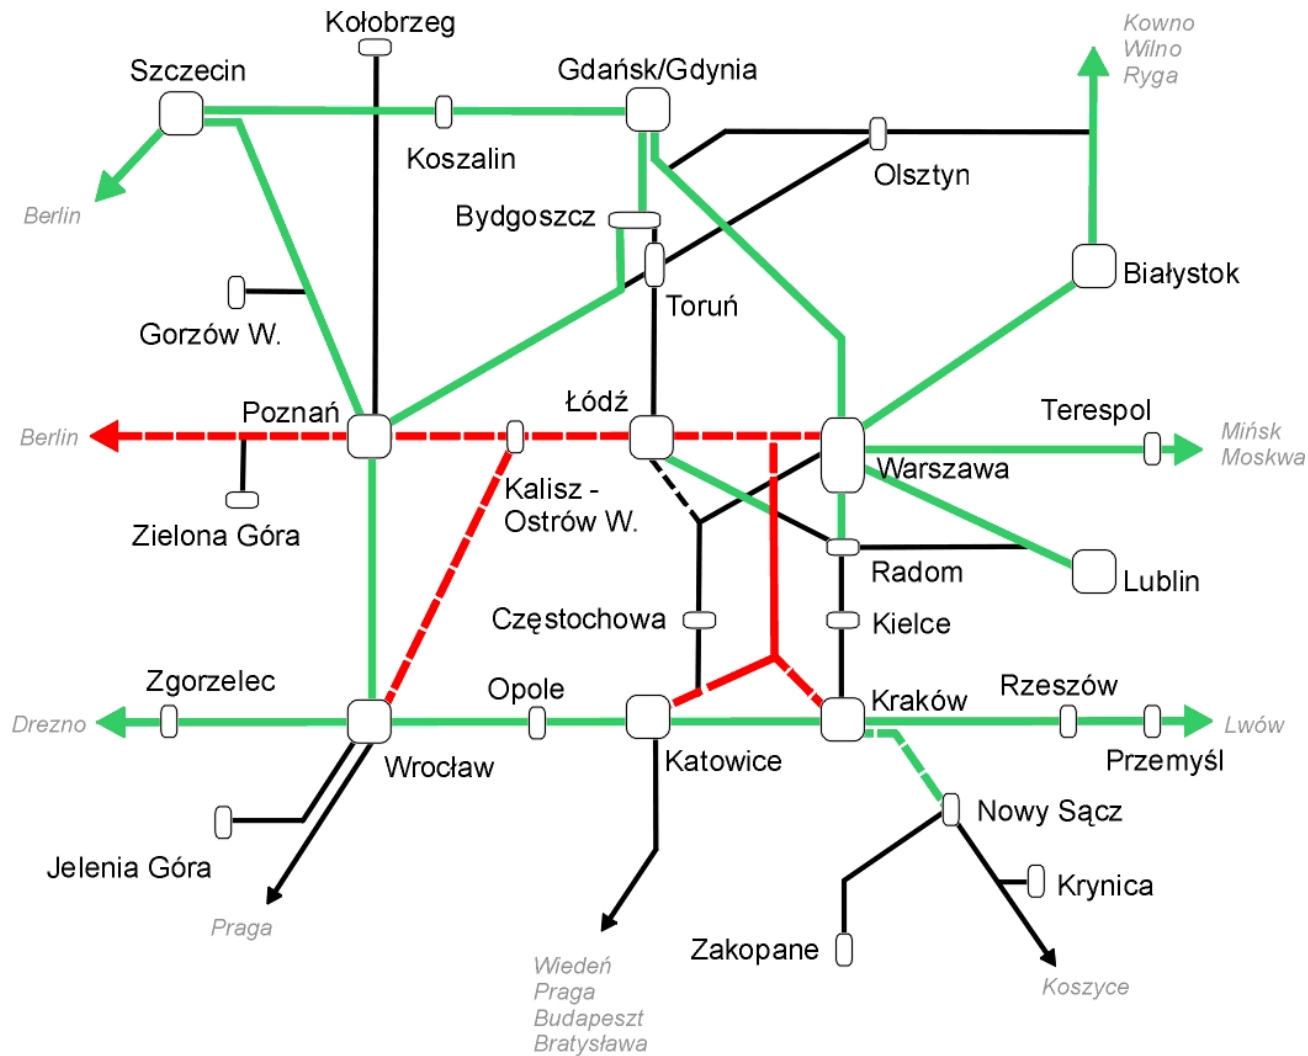 Kołobrzeg
Kowno
Wilno
Ryga
Szczecin
Gdańsk/Gdynia
Koszalin
Olsztyn
Berlin
Bydgoszcz
Białystok
Toruń
Gorzów W.
Poznań
Łódź
Terespol
Berlin
Mińsk
Moskwa
Warszawa
Kalisz -
Ostrów W.
Zielona Góra
Radom
Lublin
Częstochowa
Kielce
Zgorzelec
Opole
Kraków
Rzeszów
Drezno
Lwów
Wrocław
Katowice
Przemyśl
Nowy Sącz
Jelenia Góra
Krynica
Praga
Zakopane
Wiedeń
Praga
Budapeszt
Bratysława
Koszyce